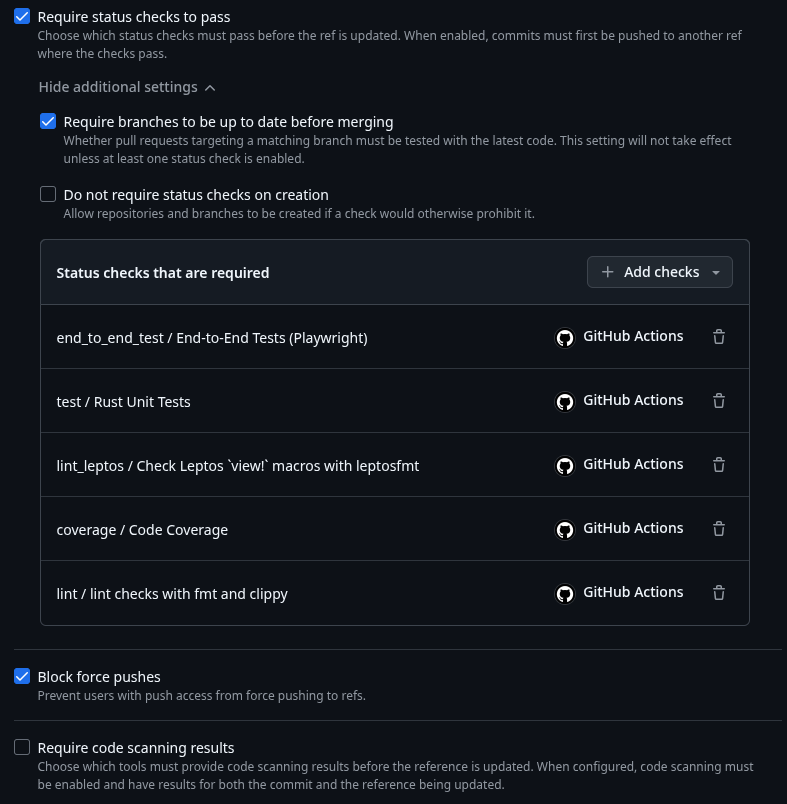 Require status checks to pass
Choose which status checks must pass before the ref is updated. When enabled, commits must first be pushed to another ref
where the checks pass.
Hide additional settings
Require branches to be up to date before merging
Whether pull requests targeting a matching branch must be tested with the latest code. This setting will not take effect
unless at least one status check is enabled.
Do not require status checks on creation
Allow repositories and branches to be created if a check would otherwise prohibit it.
Status checks that are required
Add checks
end_to_end_test / End-to-End Tests (Playwright)
GitHub Actions
test / Rust Unit Tests
GitHub Actions
lint_leptos / Check Leptos `view!` macros with leptosfmt
GitHub Actions
coverage / Code Coverage
GitHub Actions
lint / lint checks with fmt and clippy
GitHub Actions
Block force pushes
Prevent users with push access from force pushing to refs.
Require code scanning results
Choose which tools must provide code scanning results before the reference is updated. When configured, code scanning must
be enabled and have results for both the commit and the reference being updated.